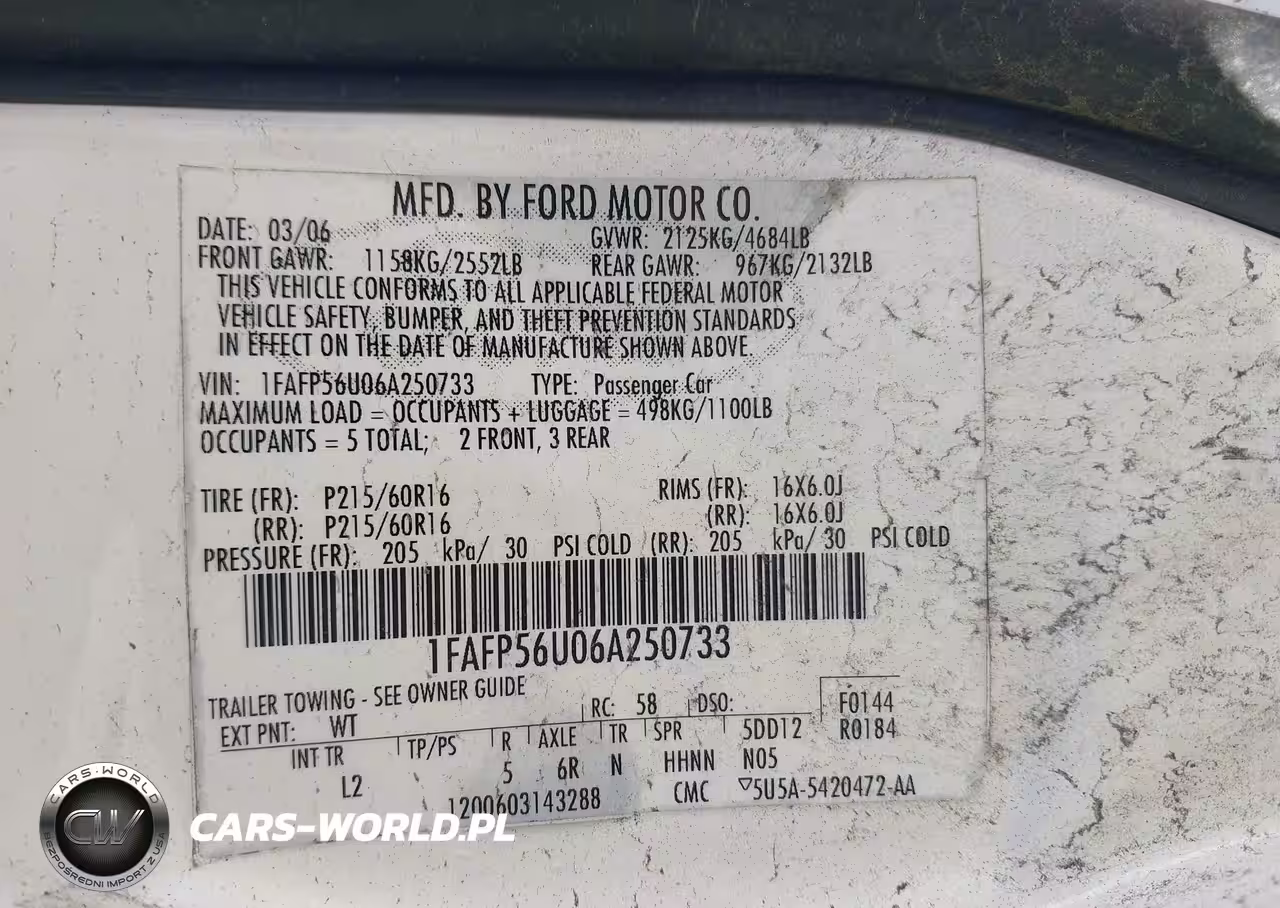 MFD. BY FORD MOTOR CO.
DATE: 03/06 GVWR: 2125KG/4684LB
FRONT GAWR: 1158KG/2552LB REAR GAWR: 967KG/2132LB
THIS VEHICLE CONFORMS TO ALL APPLICABLE FEDERAL MOTOR
VEHICLE SAFETY, BUMPER, AND THEFT PREVENTION STANDARDS
IN EFFECT ON THE DATE OF MANUFACTURE SHOWN ABOVE.
VIN: 1FAFP56U06A250733 TYPE: Passenger Car
MAXIMUM LOAD = OCCUPANTS + LUGGAGE = 498KG/1100LB
OCCUPANTS = 5 TOTAL; 2 FRONT, 3 REAR
TIRE (FR): P215/60R16 RIMS (FR): 16X6.0J
(RR): P215/60R16 (RR): 16X6.0J
PRESSURE (FR): 205 kPa/ 30 PSI COLD (RR): 205 kPa/ 30 PSI COLD
1FAFP56U06A250733
TRAILER TOWING - SEE OWNER GUIDE
EXT PNT: WT RC: 58 DSO: F0144
INT TR TP/PS R AXLE TR SPR 5DD12 R0184
L2 5 6R N HHNN N05
1200603143288 CMC ▽5U5A-5420472-AA
CARS-WORLD
CW
BEZPOŚREDNI IMPORT Z USA
CARS-WORLD.PL